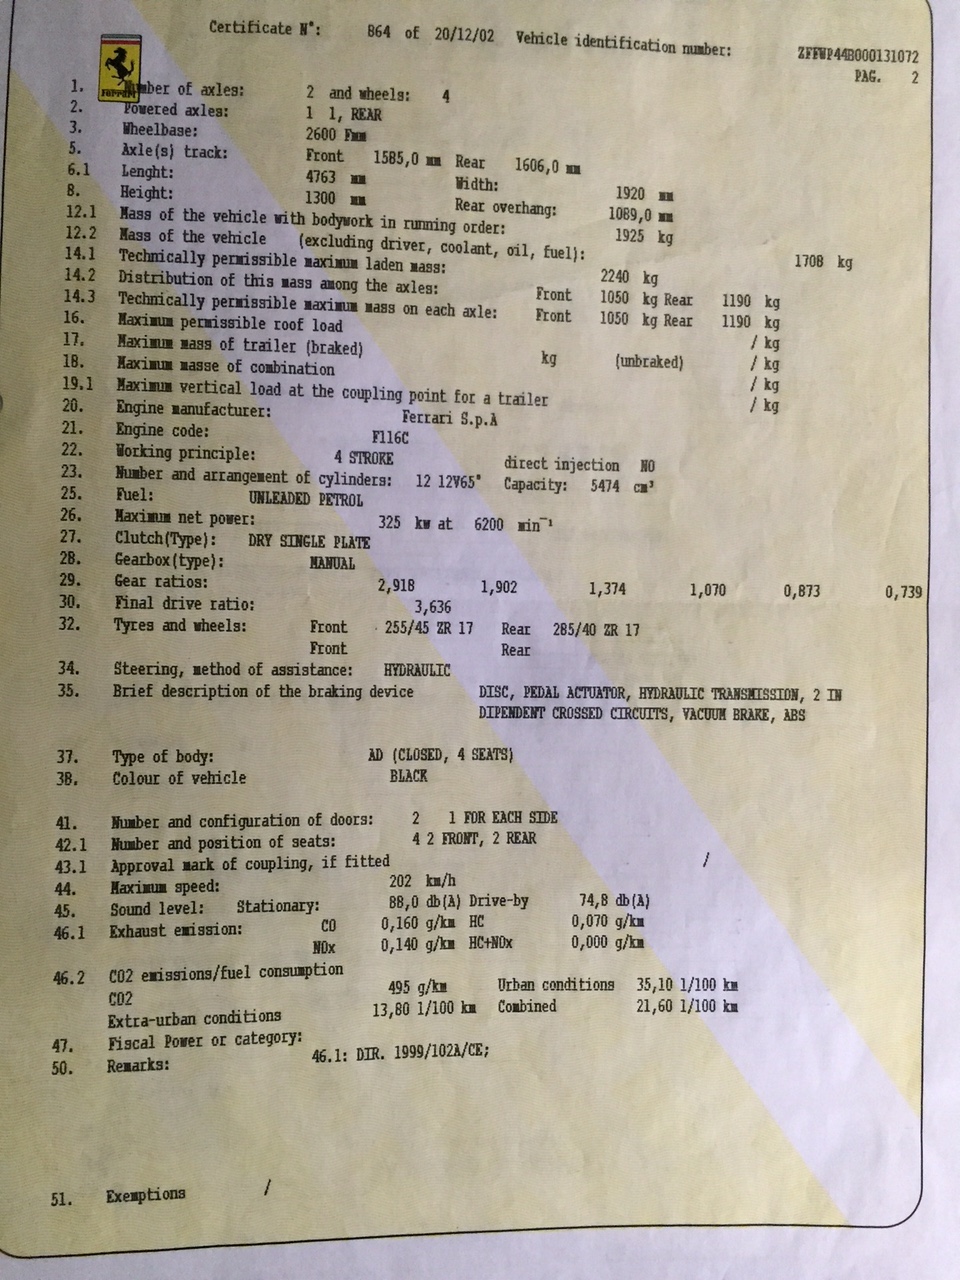 Certificate N°: 864 of 20/12/02 Vehicle identification number: ZFFWP44B000131072
PAG. 2
Ferrari
1. Number of axles: 2 and wheels: 4
2. Powered axles: 1 1, REAR
3. Wheelbase: 2600 Fmm
5. Axle(s) track: Front 1585,0 mm Rear 1606,0 mm
6.1 Lenght: 4763 mm Width: 1920 mm
8. Height: 1300 mm Rear overhang: 1089,0 mm
12.1 Mass of the vehicle with bodywork in running order: 1925 kg
12.2 Mass of the vehicle (excluding driver, coolant, oil, fuel): 1708 kg
14.1 Technically permissible maximum laden mass: 2240 kg
14.2 Distribution of this mass among the axles: Front 1050 kg Rear 1190 kg
14.3 Technically permissible maximum mass on each axle: Front 1050 kg Rear 1190 kg
16. Maximum permissible roof load / kg
17. Maximum mass of trailer (braked) kg (unbraked) / kg
18. Maximum masse of combination / kg
19.1 Maximum vertical load at the coupling point for a trailer / kg
20. Engine manufacturer: Ferrari S.p.A
21. Engine code: F116C
22. Working principle: 4 STROKE direct injection NO
23. Number and arrangement of cylinders: 12 12V65° Capacity: 5474 cm³
25. Fuel: UNLEADED PETROL
26. Maximum net power: 325 kw at 6200 min⁻¹
27. Clutch(Type): DRY SINGLE PLATE
28. Gearbox(type): MANUAL
29. Gear ratios: 2,918 1,902 1,374 1,070 0,873 0,739
30. Final drive ratio: 3,636
32. Tyres and wheels: Front 255/45 ZR 17 Rear 285/40 ZR 17
Front Rear
34. Steering, method of assistance: HYDRAULIC
35. Brief description of the braking device DISC, PEDAL ACTUATOR, HYDRAULIC TRANSMISSION, 2 IN
DIPENDENT CROSSED CIRCUITS, VACUUM BRAKE, ABS
37. Type of body: AD (CLOSED, 4 SEATS)
38. Colour of vehicle BLACK
41. Number and configuration of doors: 2 1 FOR EACH SIDE
42.1 Number and position of seats: 4 2 FRONT, 2 REAR
43.1 Approval mark of coupling, if fitted /
44. Maximum speed: 202 km/h
45. Sound level: Stationary: 88,0 db(A) Drive-by 74,8 db(A)
46.1 Exhaust emission: CO 0,160 g/km HC 0,070 g/km
NOx 0,140 g/km HC+NOx 0,000 g/km
46.2 CO2 emissions/fuel consumption
CO2 495 g/km Urban conditions 35,10 l/100 km
Extra-urban conditions 13,80 l/100 km Combined 21,60 l/100 km
47. Fiscal Power or category:
50. Remarks: 46.1: DIR. 1999/102A/CE;
51. Exemptions /